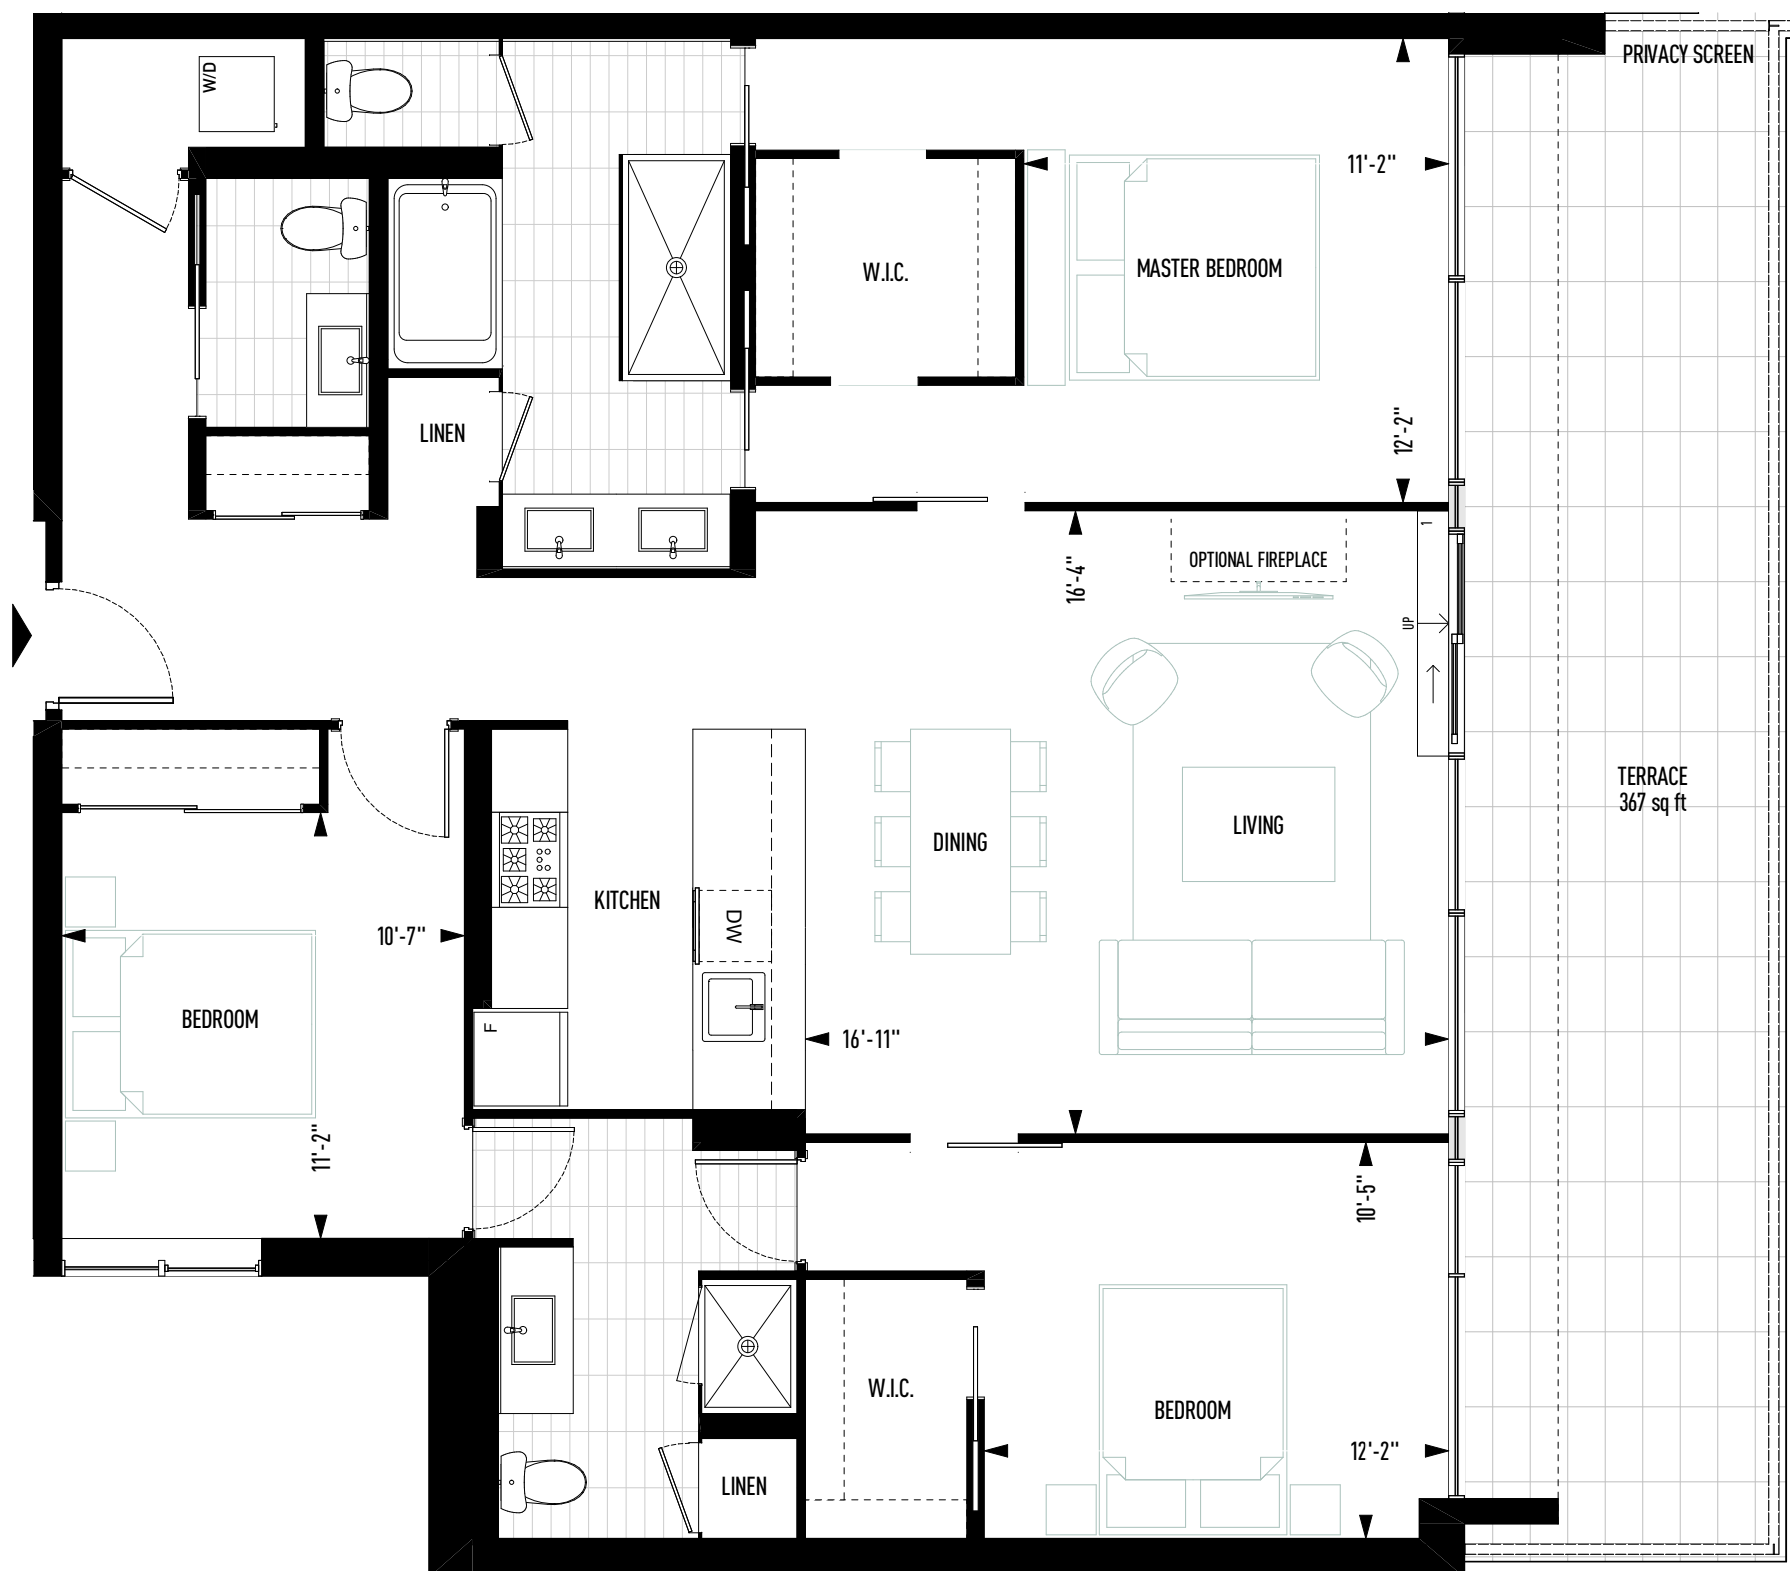 PRIVACY SCREEN
W/D
11'-2"
W.I.C.
MASTER BEDROOM
12'-2"
LINEN
1
OPTIONAL FIREPLACE
16'-4"
UP
TERRACE
367 sq ft
LIVING
DINING
KITCHEN
DW
10'-7"
BEDROOM
F
16'-11"
11'-2"
10'-5"
W.I.C.
BEDROOM
12'-2"
LINEN